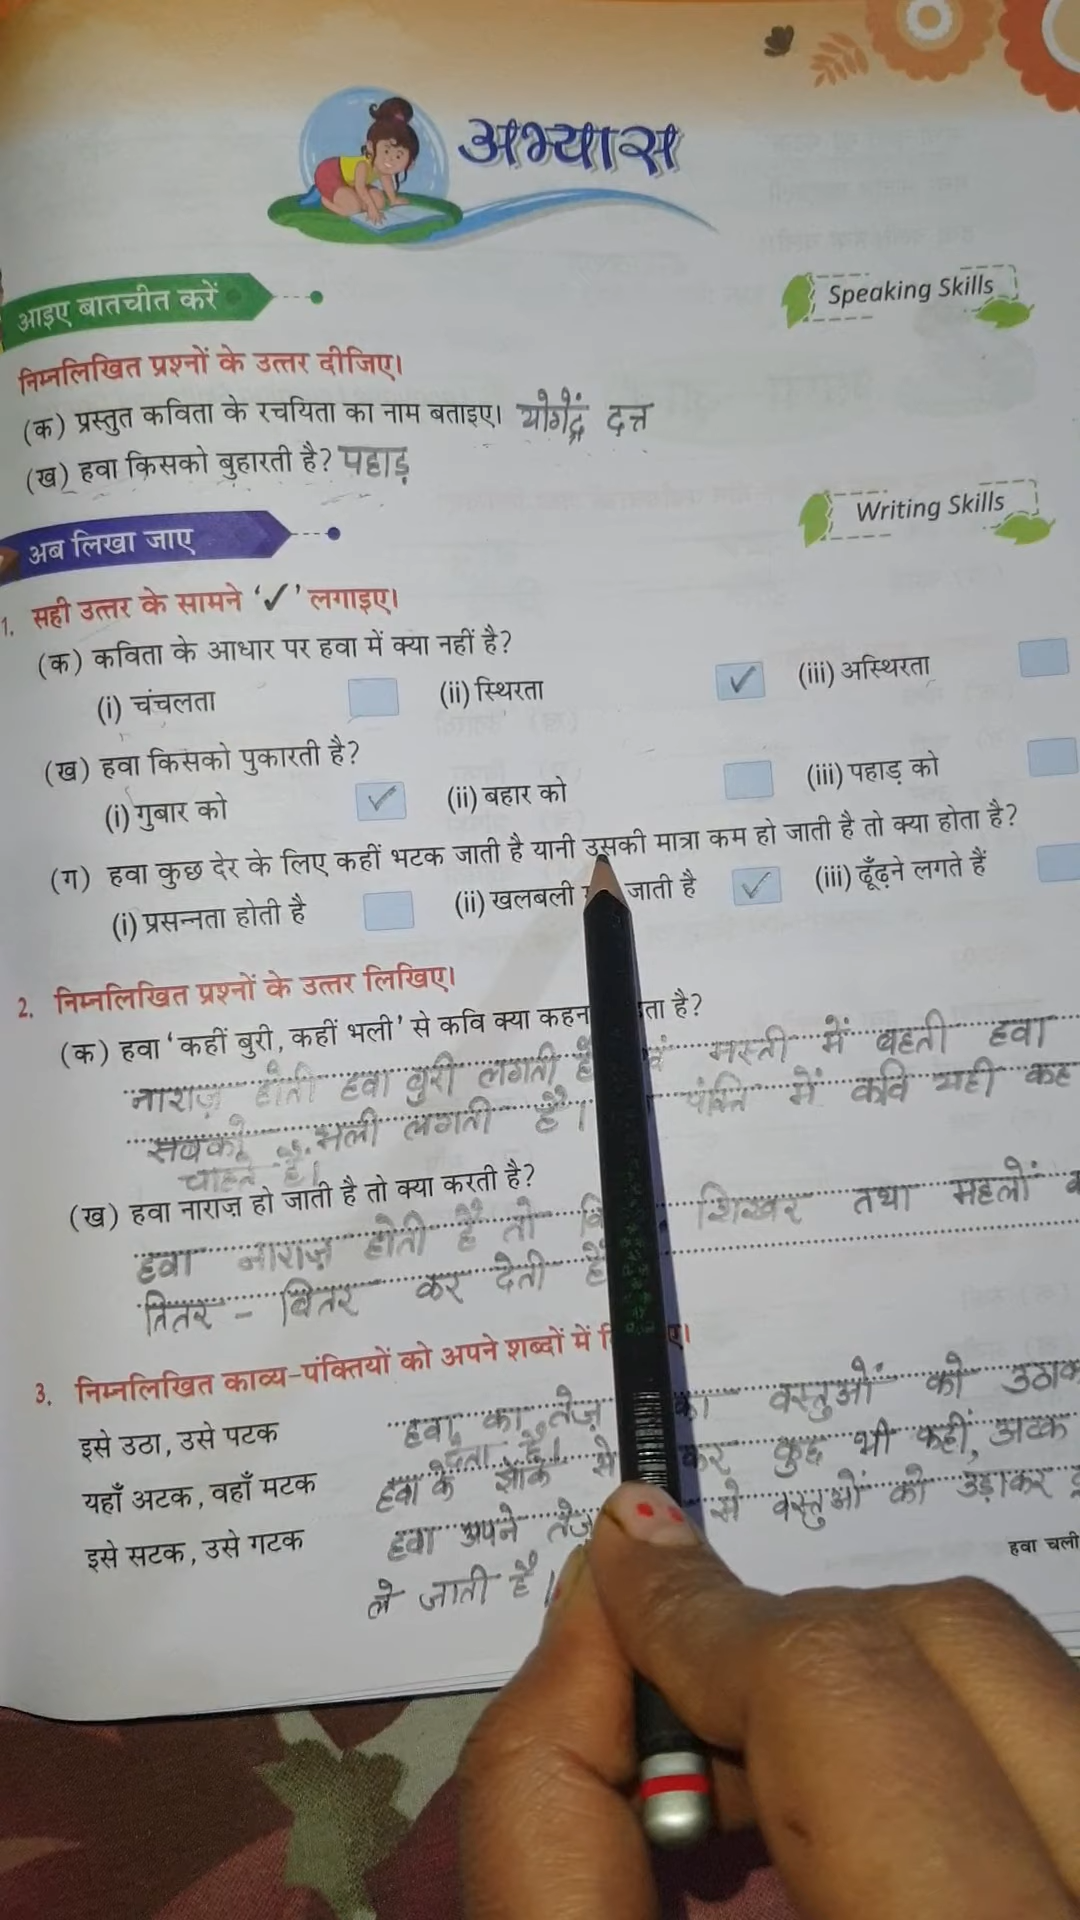 अभ्यास
आइए बातचीत करें
Speaking Skills
निम्नलिखित प्रश्नों के उत्तर दीजिए।
(क) प्रस्तुत कविता के रचयिता का नाम बताइए। योगेंद्र दत्त
(ख) हवा किसको बुहारती है? पहाड़
अब लिखा जाए
Writing Skills
1. सही उत्तर के सामने ‘✓’ लगाइए।
(क) कविता के आधार पर हवा में क्या नहीं है?
(i) चंचलता (ii) स्थिरता ✓ (iii) अस्थिरता
(ख) हवा किसको पुकारती है?
(i) गुबार को ✓ (ii) बहार को (iii) पहाड़ को
(ग) हवा कुछ देर के लिए कहीं भटक जाती है यानी उसकी मात्रा कम हो जाती है तो क्या होता है?
(i) प्रसन्नता होती है (ii) खलबली जाती है ✓ (iii) ढूँढ़ने लगते हैं
2. निम्नलिखित प्रश्नों के उत्तर लिखिए।
(क) हवा ‘कहीं बुरी, कहीं भली’ से कवि क्या है?
नाराज़ होती हवा बुरी लगती मस्ती में बहती हवा
सबको भली लगती है। पंक्ति में कवि यही कह
चाहते हैं।
(ख) हवा नाराज़ हो जाती है तो क्या करती है?
हवा नाराज़ होती है तो शिखर तथा महलों
तितर - बितर कर देती
3. निम्नलिखित काव्य-पंक्तियों को अपने शब्दों में
इसे उठा, उसे पटक हवा का तेज़ वस्तुओं को उठाक
देता है।
यहाँ अटक, वहाँ मटक हवा के झोंके से कर कुछ भी कहीं, अटक
इसे सटक, उसे गटक हवा अपने तेज़ से वस्तुओं को उड़ाकर
ले जाती है।
हवा चली